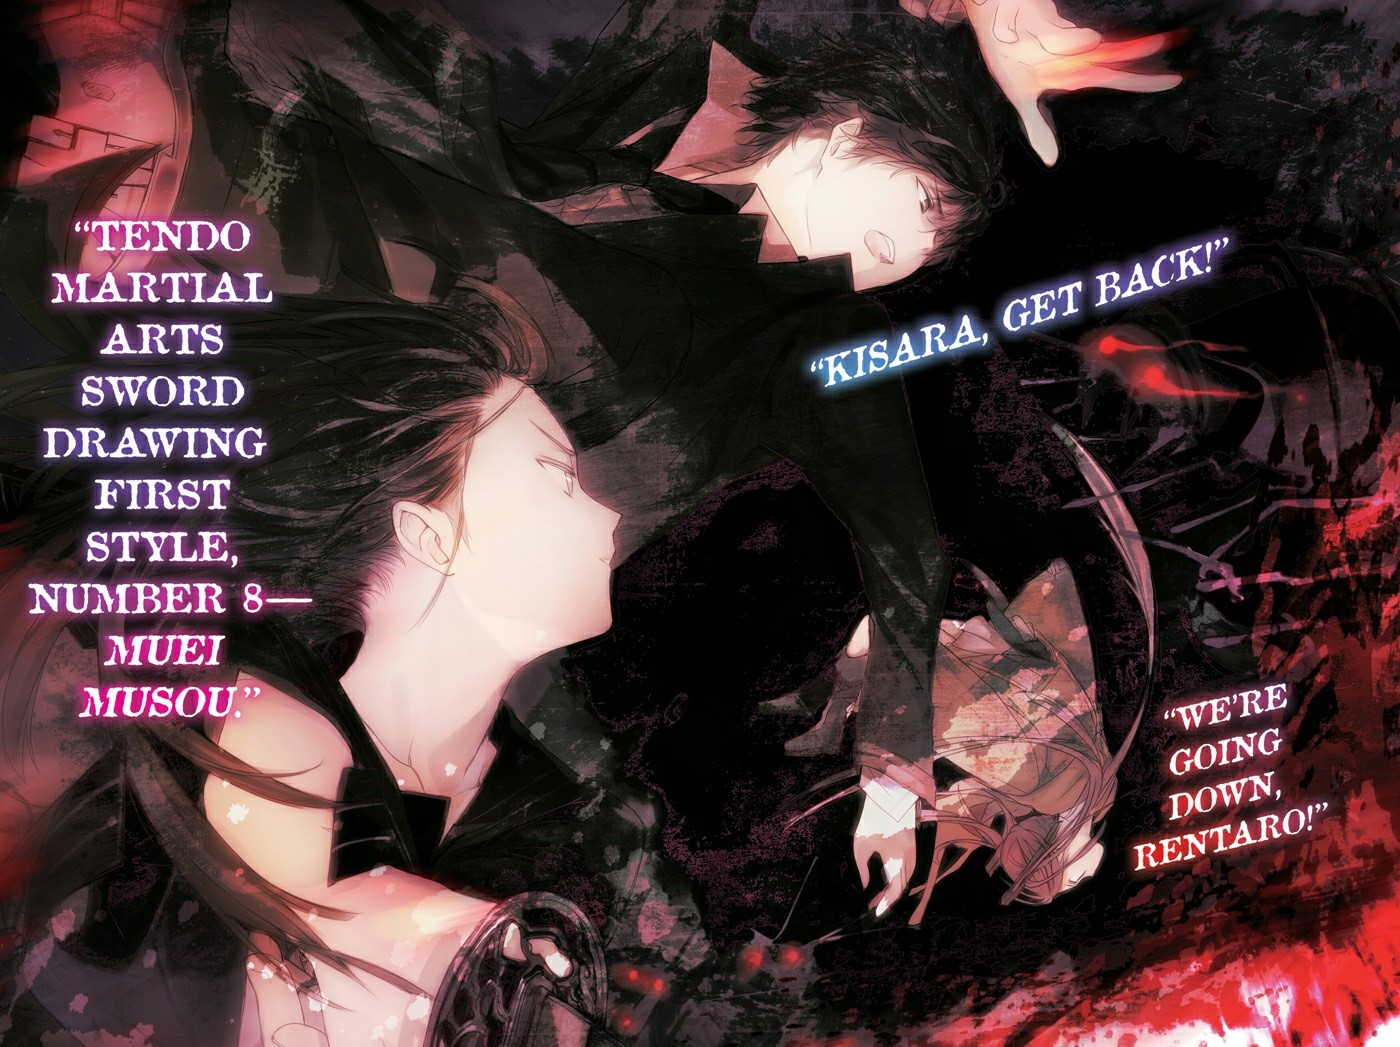 “TENDO
MARTIAL
ARTS
SWORD
DRAWING
FIRST
STYLE,
NUMBER 8—
MUEI
MUSOU.”
“KISARA, GET BACK!”
“WE’RE
GOING
DOWN,
RENTARO!”